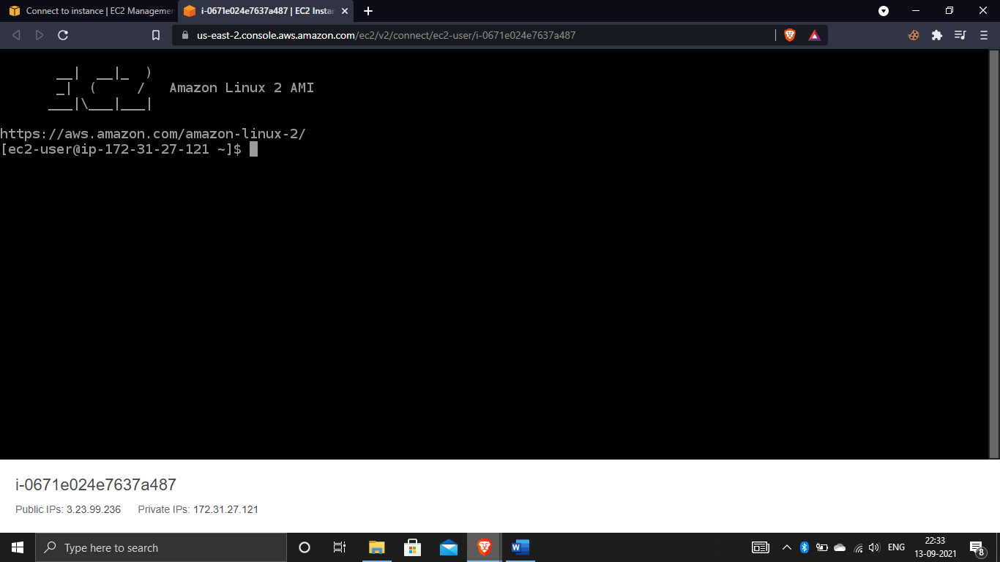 Connect to instance | EC2 Managemen
i-0671e024e7637a487 | EC2 Instan
us-east-2.console.aws.amazon.com/ec2/v2/connect/ec2-user/i-0671e024e7637a487
__|  __|_  )
_|  (     /   Amazon Linux 2 AMI
___|\___|___|
https://aws.amazon.com/amazon-linux-2/
[ec2-user@ip-172-31-27-121 ~]$
i-0671e024e7637a487
Public IPs: 3.23.99.236 Private IPs: 172.31.27.121
Type here to search
W
ENG
22:33
13-09-2021
8